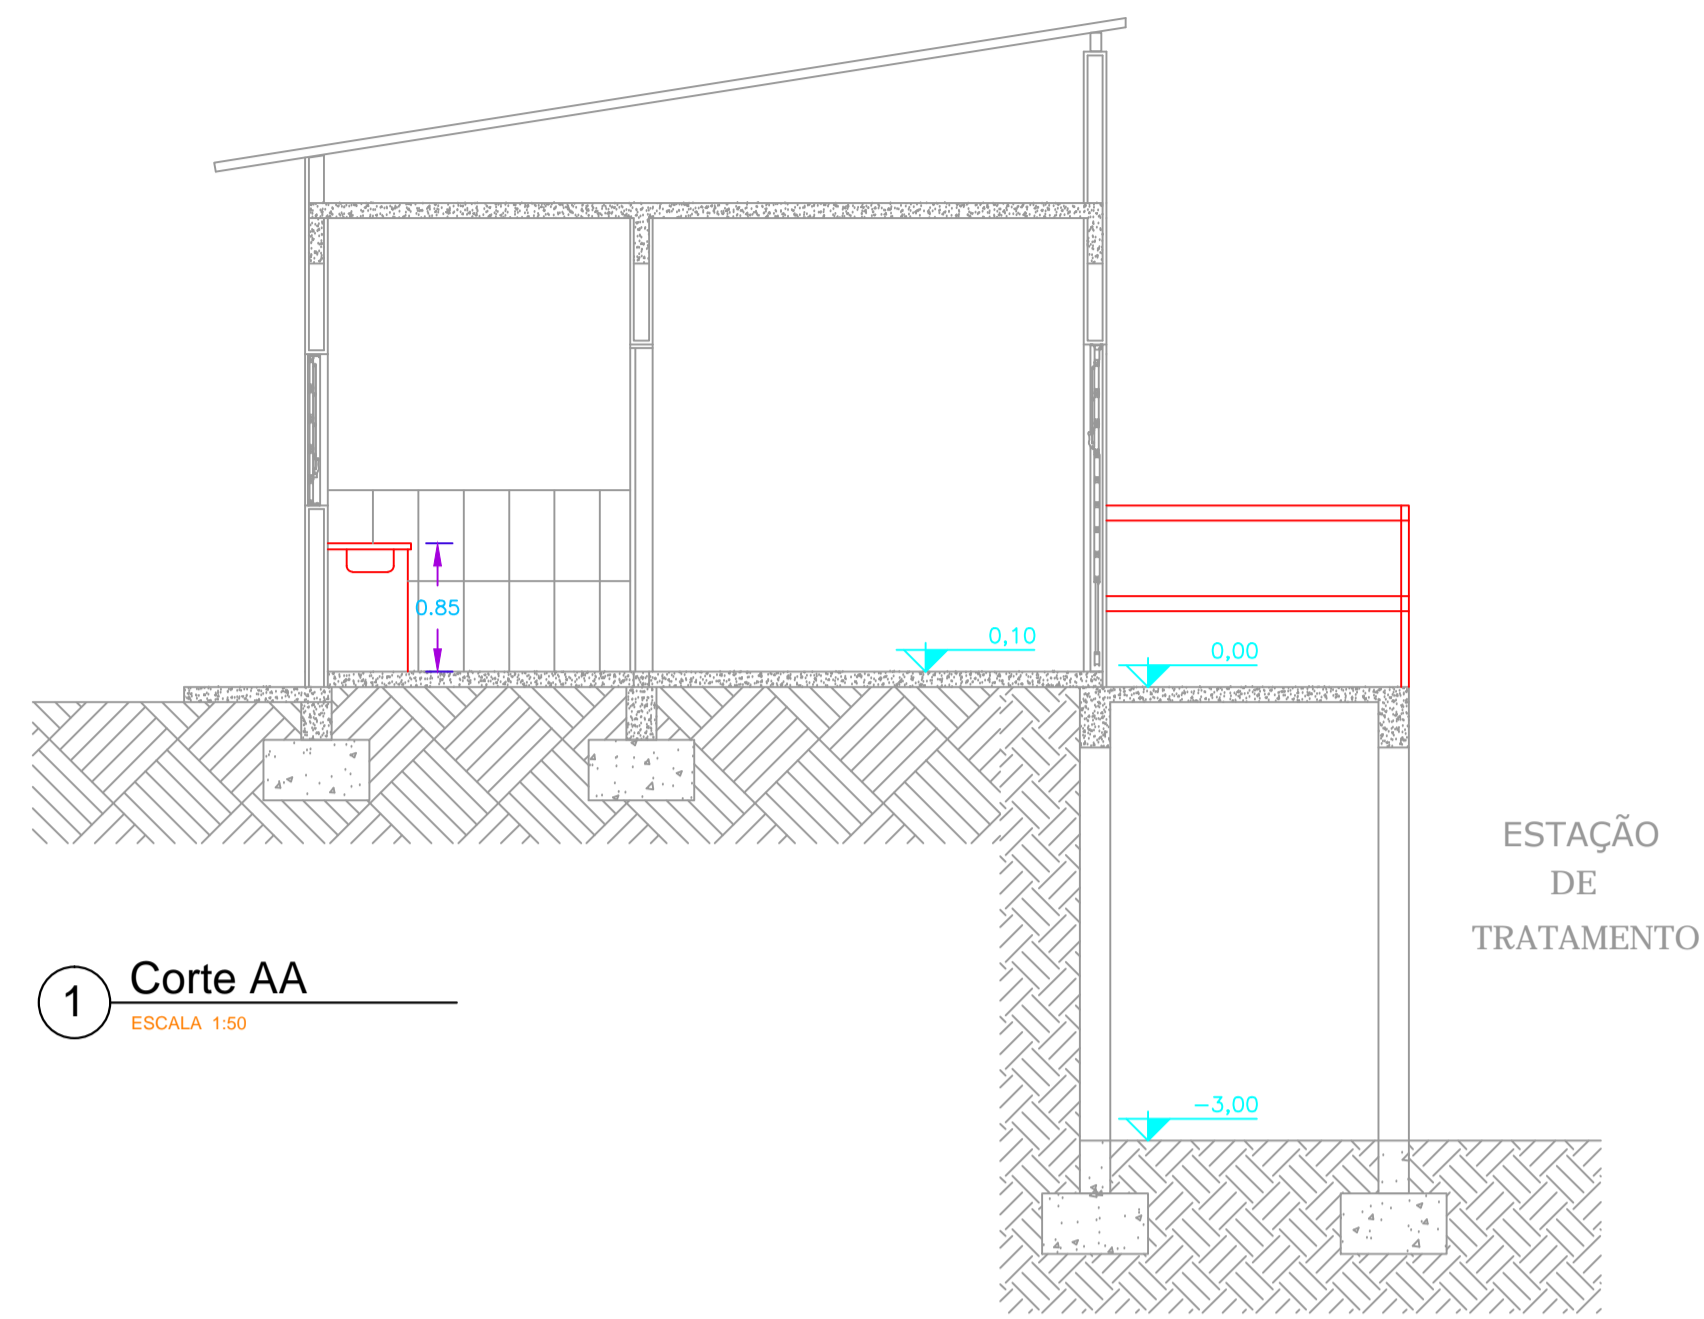 0.85
0,10
0,00
ESTAÇÃO
DE
TRATAMENTO
1
Corte AA
ESCALA 1:50
-3,00